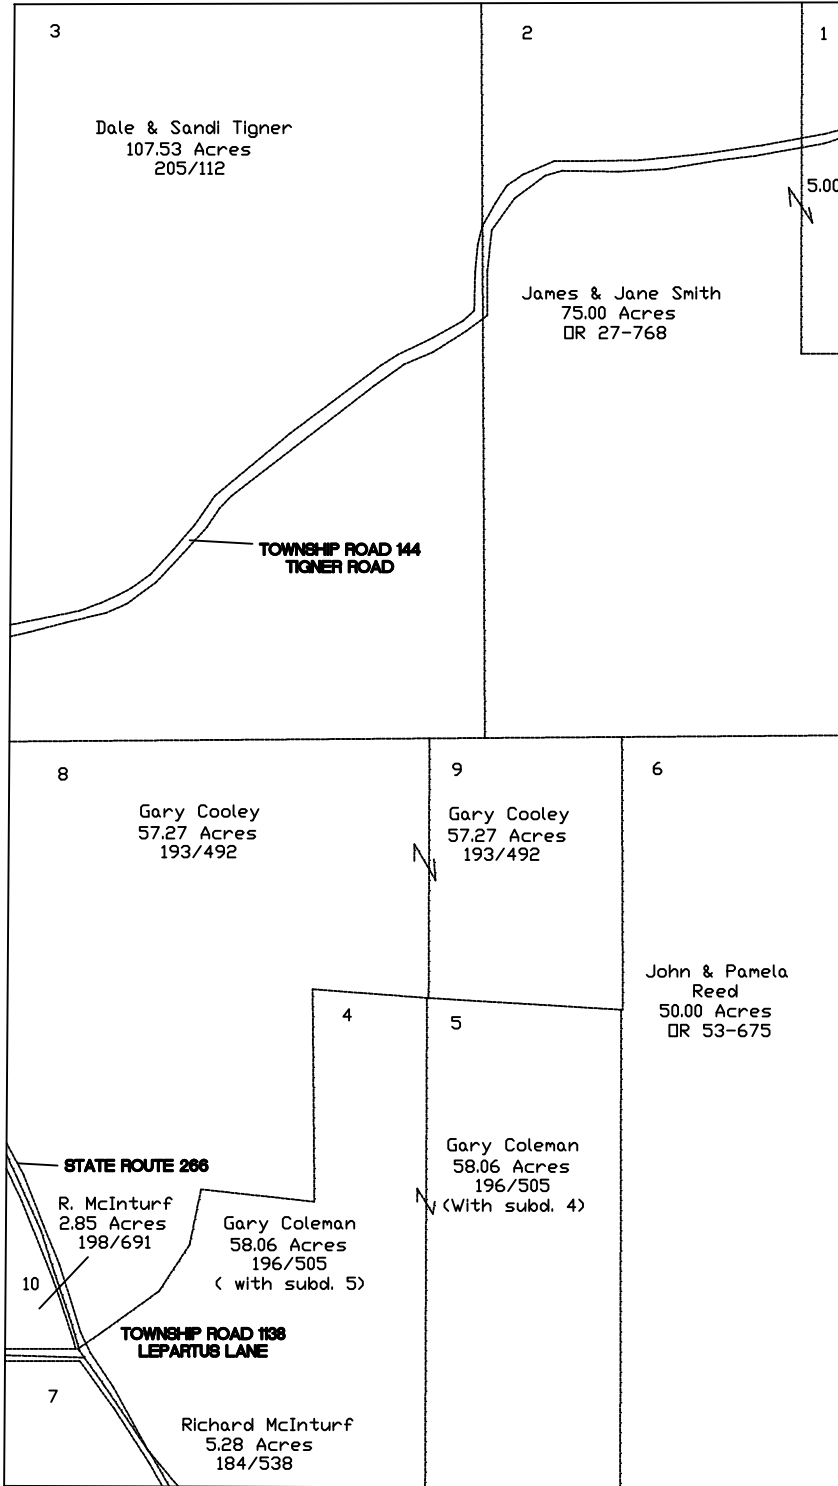 3
2
1
Dale & Sandi Tigner
107.53 Acres
205/112
5.00
James & Jane Smith
75.00 Acres
OR 27-768
TOWNSHIP ROAD 144
TIGNER ROAD
8
9
6
Gary Cooley
57.27 Acres
193/492
Gary Cooley
57.27 Acres
193/492
John & Pamela
Reed
50.00 Acres
OR 53-675
4
5
STATE ROUTE 266
R. McInturf
2.85 Acres
198/691
Gary Coleman
58.06 Acres
196/505
( with subd. 5)
Gary Coleman
58.06 Acres
196/505
(With subd. 4)
10
TOWNSHIP ROAD 1138
LEPARTUS LANE
7
Richard McInturf
5.28 Acres
184/538